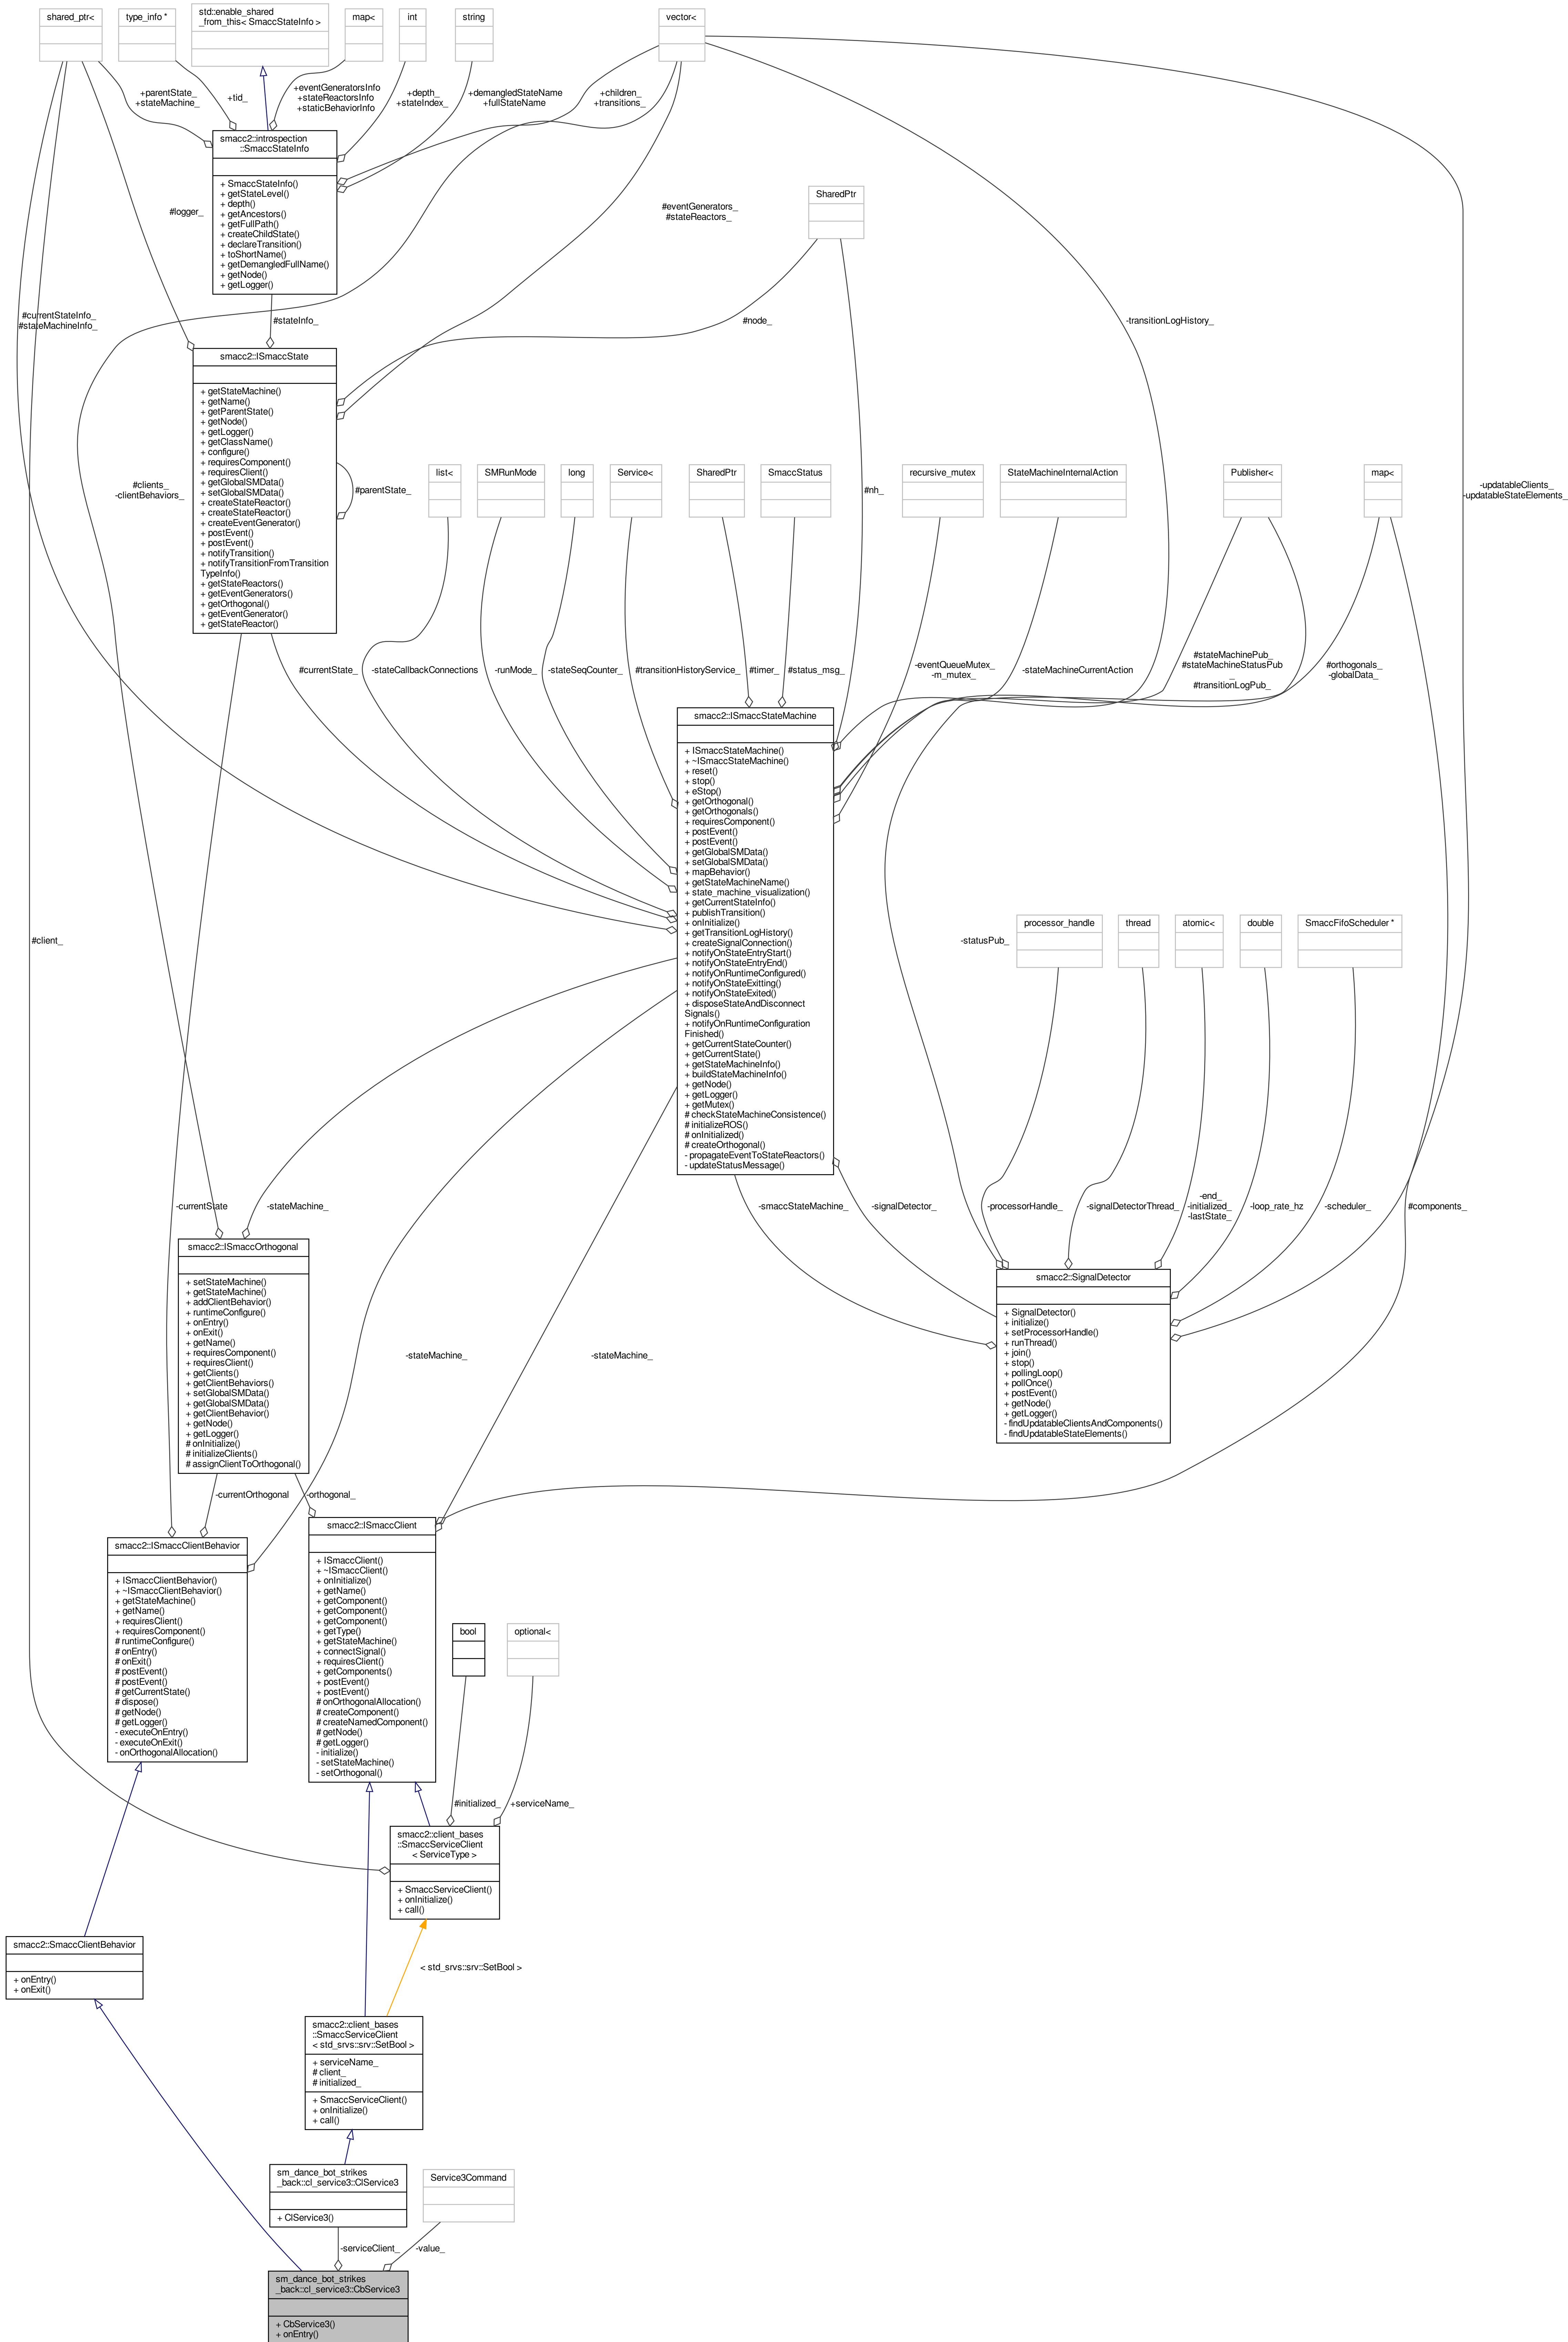 shared_ptr<
type_info *
std::enable_shared
_from_this< SmaccStateInfo >
map<
int
string
vector<
+parentState_
+stateMachine_
+tid_
+eventGeneratorsInfo
+stateReactorsInfo
+staticBehaviorInfo
+depth_
+stateIndex_
+demangledStateName
+fullStateName
+children_
+transitions_
smacc2::introspection
::SmaccStateInfo
+ SmaccStateInfo()
+ getStateLevel()
+ depth()
+ getAncestors()
+ getFullPath()
+ createChildState()
+ declareTransition()
+ toShortName()
+ getDemangledFullName()
+ getNode()
+ getLogger()
#logger_
#eventGenerators_
#stateReactors_
SharedPtr
#currentStateInfo_
#stateMachineInfo_
#stateInfo_
#node_
-transitionLogHistory_
smacc2::ISmaccState
+ getStateMachine()
+ getName()
+ getParentState()
+ getNode()
+ getLogger()
+ getClassName()
+ configure()
+ requiresComponent()
+ requiresClient()
+ getGlobalSMData()
+ setGlobalSMData()
+ createStateReactor()
+ createStateReactor()
+ createEventGenerator()
+ postEvent()
+ postEvent()
+ notifyTransition()
+ notifyTransitionFromTransition
TypeInfo()
+ getStateReactors()
+ getEventGenerators()
+ getOrthogonal()
+ getEventGenerator()
+ getStateReactor()
#clients_
-clientBehaviors_
#parentState_
list<
SMRunMode
long
Service<
SharedPtr
SmaccStatus
#nh_
recursive_mutex
StateMachineInternalAction
Publisher<
map<
-updatableClients_
-updatableStateElements_
#currentState_
-stateCallbackConnections
-runMode_
-stateSeqCounter_
#transitionHistoryService_
#timer_
#status_msg_
-eventQueueMutex_
-m_mutex_
-stateMachineCurrentAction
#stateMachinePub_
#stateMachineStatusPub
_
#transitionLogPub_
#orthogonals_
-globalData_
smacc2::ISmaccStateMachine
+ ISmaccStateMachine()
+ ~ISmaccStateMachine()
+ reset()
+ stop()
+ eStop()
+ getOrthogonal()
+ getOrthogonals()
+ requiresComponent()
+ postEvent()
+ postEvent()
+ getGlobalSMData()
+ setGlobalSMData()
+ mapBehavior()
+ getStateMachineName()
+ state_machine_visualization()
+ getCurrentStateInfo()
+ publishTransition()
+ onInitialize()
+ getTransitionLogHistory()
+ createSignalConnection()
+ notifyOnStateEntryStart()
+ notifyOnStateEntryEnd()
+ notifyOnRuntimeConfigured()
+ notifyOnStateExitting()
+ notifyOnStateExited()
+ disposeStateAndDisconnect
Signals()
+ notifyOnRuntimeConfiguration
Finished()
+ getCurrentStateCounter()
+ getCurrentState()
+ getStateMachineInfo()
+ buildStateMachineInfo()
+ getNode()
+ getLogger()
+ getMutex()
# checkStateMachineConsistence()
# initializeROS()
# onInitialized()
# createOrthogonal()
- propagateEventToStateReactors()
- updateStatusMessage()
#client_
-statusPub_
processor_handle
thread
atomic<
double
SmaccFifoScheduler *
-currentState
-stateMachine_
-smaccStateMachine_
-signalDetector_
-processorHandle_
-signalDetectorThread_
-end_
-initialized_
-lastState_
-loop_rate_hz
-scheduler_
#components_
smacc2::ISmaccOrthogonal
+ setStateMachine()
+ getStateMachine()
+ addClientBehavior()
+ runtimeConfigure()
+ onEntry()
+ onExit()
+ getName()
+ requiresComponent()
+ requiresClient()
+ getClients()
+ getClientBehaviors()
+ setGlobalSMData()
+ getGlobalSMData()
+ getClientBehavior()
+ getNode()
+ getLogger()
# onInitialize()
# initializeClients()
# assignClientToOrthogonal()
smacc2::SignalDetector
+ SignalDetector()
+ initialize()
+ setProcessorHandle()
+ runThread()
+ join()
+ stop()
+ pollingLoop()
+ pollOnce()
+ postEvent()
+ getNode()
+ getLogger()
- findUpdatableClientsAndComponents()
- findUpdatableStateElements()
-stateMachine_
-stateMachine_
-currentOrthogonal
-orthogonal_
smacc2::ISmaccClientBehavior
+ ISmaccClientBehavior()
+ ~ISmaccClientBehavior()
+ getStateMachine()
+ getName()
+ requiresClient()
+ requiresComponent()
# runtimeConfigure()
# onEntry()
# onExit()
# postEvent()
# postEvent()
# getCurrentState()
# dispose()
# getNode()
# getLogger()
- executeOnEntry()
- executeOnExit()
- onOrthogonalAllocation()
smacc2::ISmaccClient
+ ISmaccClient()
+ ~ISmaccClient()
+ onInitialize()
+ getName()
+ getComponent()
+ getComponent()
+ getComponent()
+ getType()
+ getStateMachine()
+ connectSignal()
+ requiresClient()
+ getComponents()
+ postEvent()
+ postEvent()
# onOrthogonalAllocation()
# createComponent()
# createNamedComponent()
# getNode()
# getLogger()
- initialize()
- setStateMachine()
- setOrthogonal()
bool
optional<
#initialized_
+serviceName_
smacc2::client_bases
::SmaccServiceClient
< ServiceType >
+ SmaccServiceClient()
+ onInitialize()
+ call()
smacc2::SmaccClientBehavior
+ onEntry()
+ onExit()
< std_srvs::srv::SetBool >
smacc2::client_bases
::SmaccServiceClient
< std_srvs::srv::SetBool >
+ serviceName_
# client_
# initialized_
+ SmaccServiceClient()
+ onInitialize()
+ call()
sm_dance_bot_strikes
_back::cl_service3::ClService3
+ ClService3()
Service3Command
-serviceClient_
-value_
sm_dance_bot_strikes
_back::cl_service3::CbService3
+ CbService3()
+ onEntry()